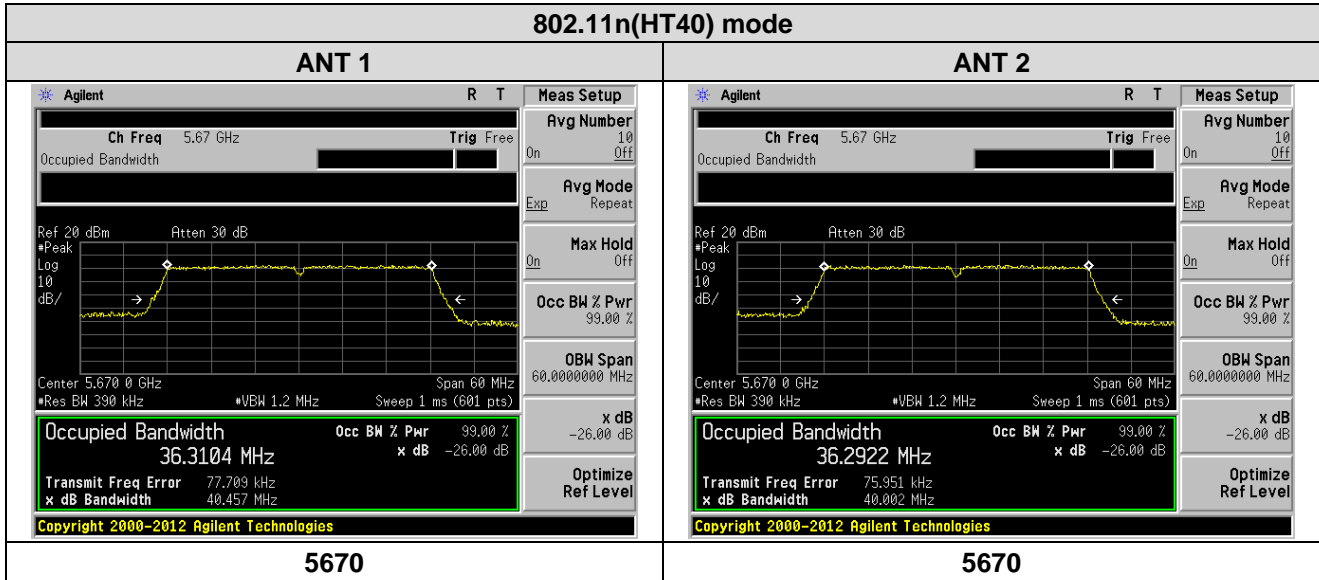 802.11n(HT40) mode
ANT 1
ANT 2
Agilent
R T
Meas Setup
Ch Freq 5.67 GHz
Trig Free
Occupied Bandwidth
Avg Number
10
On Off
Avg Mode
Exp Repeat
Ref 20 dBm
Atten 30 dB
#Peak
Log
10
dB/
Max Hold
On Off
Occ BW % Pwr
99.00 %
OBW Span
60.0000000 MHz
Center 5.670 0 GHz
Span 60 MHz
#Res BW 390 kHz
#VBW 1.2 MHz
Sweep 1 ms (601 pts)
x dB
-26.00 dB
Occupied Bandwidth
36.3104 MHz
Occ BW % Pwr 99.00 %
x dB -26.00 dB
Transmit Freq Error 77.709 kHz
x dB Bandwidth 40.457 MHz
Optimize
Ref Level
Copyright 2000-2012 Agilent Technologies
Agilent
R T
Meas Setup
Ch Freq 5.67 GHz
Trig Free
Occupied Bandwidth
Avg Number
10
On Off
Avg Mode
Exp Repeat
Ref 20 dBm
Atten 30 dB
#Peak
Log
10
dB/
Max Hold
On Off
Occ BW % Pwr
99.00 %
OBW Span
60.0000000 MHz
Center 5.670 0 GHz
Span 60 MHz
#Res BW 390 kHz
#VBW 1.2 MHz
Sweep 1 ms (601 pts)
x dB
-26.00 dB
Occupied Bandwidth
36.2922 MHz
Occ BW % Pwr 99.00 %
x dB -26.00 dB
Transmit Freq Error 75.951 kHz
x dB Bandwidth 40.002 MHz
Optimize
Ref Level
Copyright 2000-2012 Agilent Technologies
5670
5670